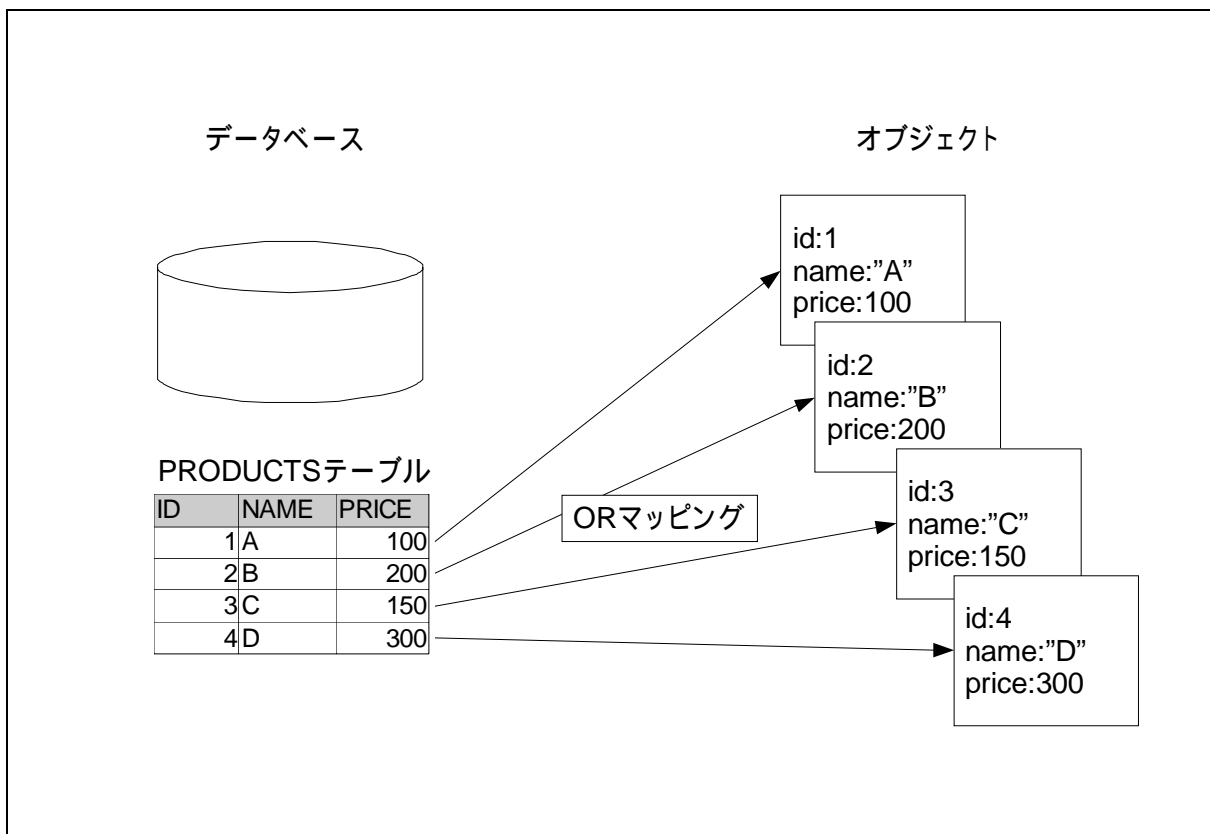 データベース
オブジェクト
id:1
name:”A”
price:100
id:2
name:”B”
price:200
PRODUCTSテーブル
ID NAME PRICE
1 A 100
2 B 200
3 C 150
4 D 300
ORマッピング
id:3
name:”C”
price:150
id:4
name:”D”
price:300